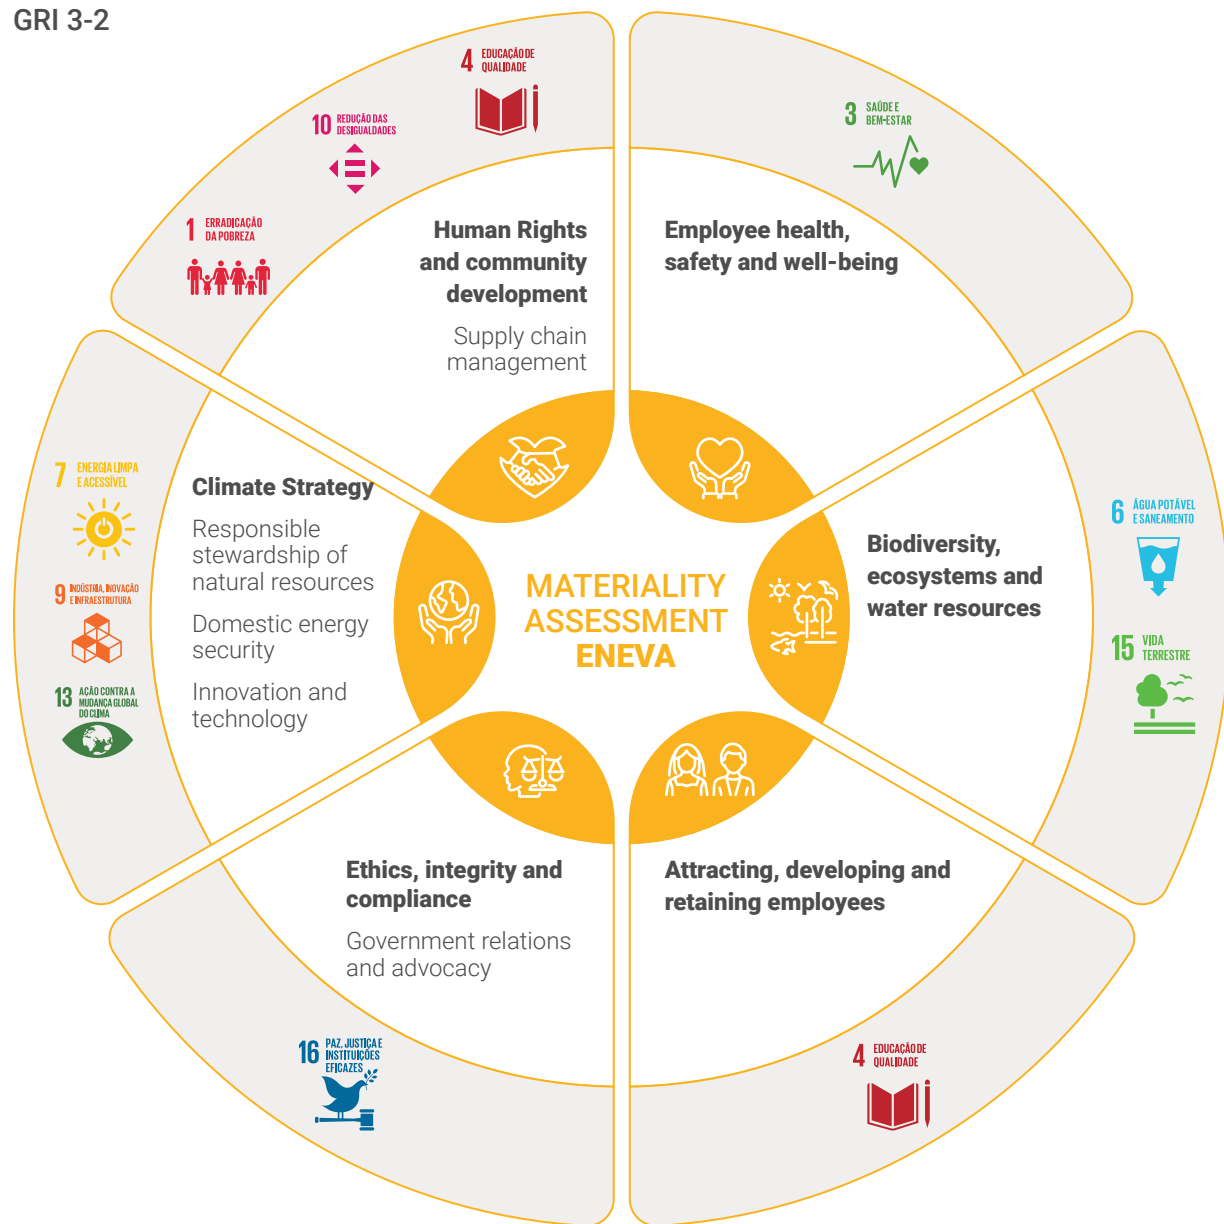 GRI 3-2
4 EDUCAÇÃO DE
QUALIDADE
10 REDUÇÃO DAS
DESIGUALDADES
1 ERRADICAÇÃO
DA POBREZA
Human Rights
and community
development
Supply chain
management
3 SAÚDE E
BEM-ESTAR
Employee health,
safety and well-being
7 ENERGIA LIMPA
E ACESSÍVEL
9 INDÚSTRIA, INOVAÇÃO
E INFRAESTRUTURA
13 AÇÃO CONTRA A
MUDANÇA GLOBAL
DO CLIMA
Climate Strategy
Responsible
stewardship of
natural resources
Domestic energy
security
Innovation and
technology
MATERIALITY
ASSESSMENT
ENEVA
Biodiversity,
ecosystems and
water resources
6 ÁGUA POTÁVEL
E SANEAMENTO
15 VIDA
TERRESTRE
Ethics, integrity and
compliance
Government relations
and advocacy
16 PAZ, JUSTIÇA E
INSTITUIÇÕES
EFICAZES
Attracting, developing and
retaining employees
4 EDUCAÇÃO DE
QUALIDADE